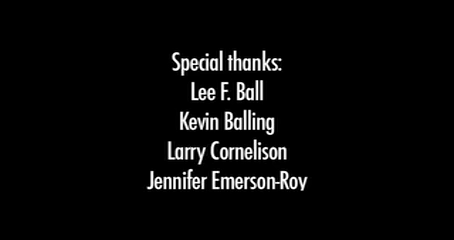 Special thanks:
Lee F. Ball
Kevin Balling
Larry Cornelison
Jennifer Emerson-Roy